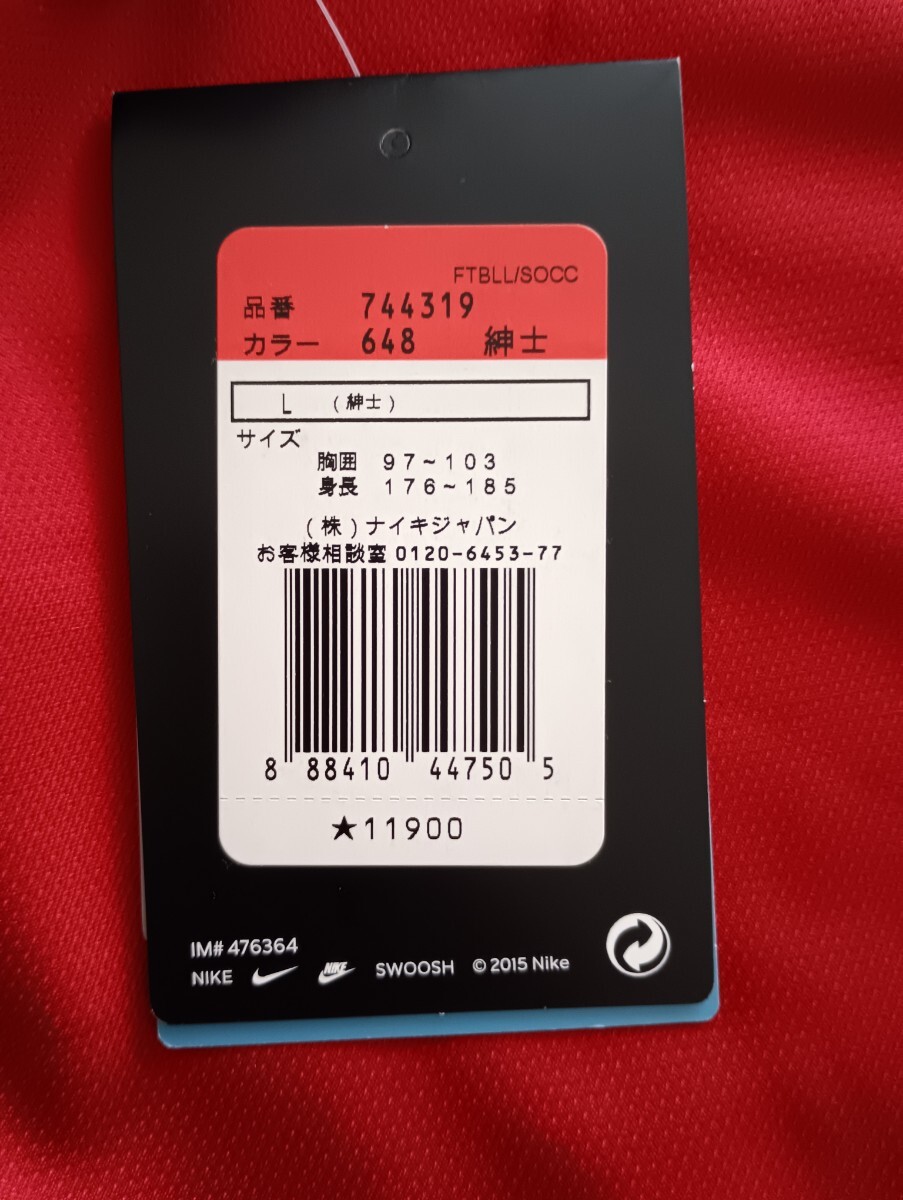 FTBLL/SOCC
品番 744319
カラー 648 紳士
L (紳士)
サイズ
胸囲 97~103
身長 176~185
(株)ナイキジャパン
お客様相談室 0120-6453-77
8 88410 44750 5
★11900
IM# 476364
NIKE NIKE SWOOSH © 2015 Nike